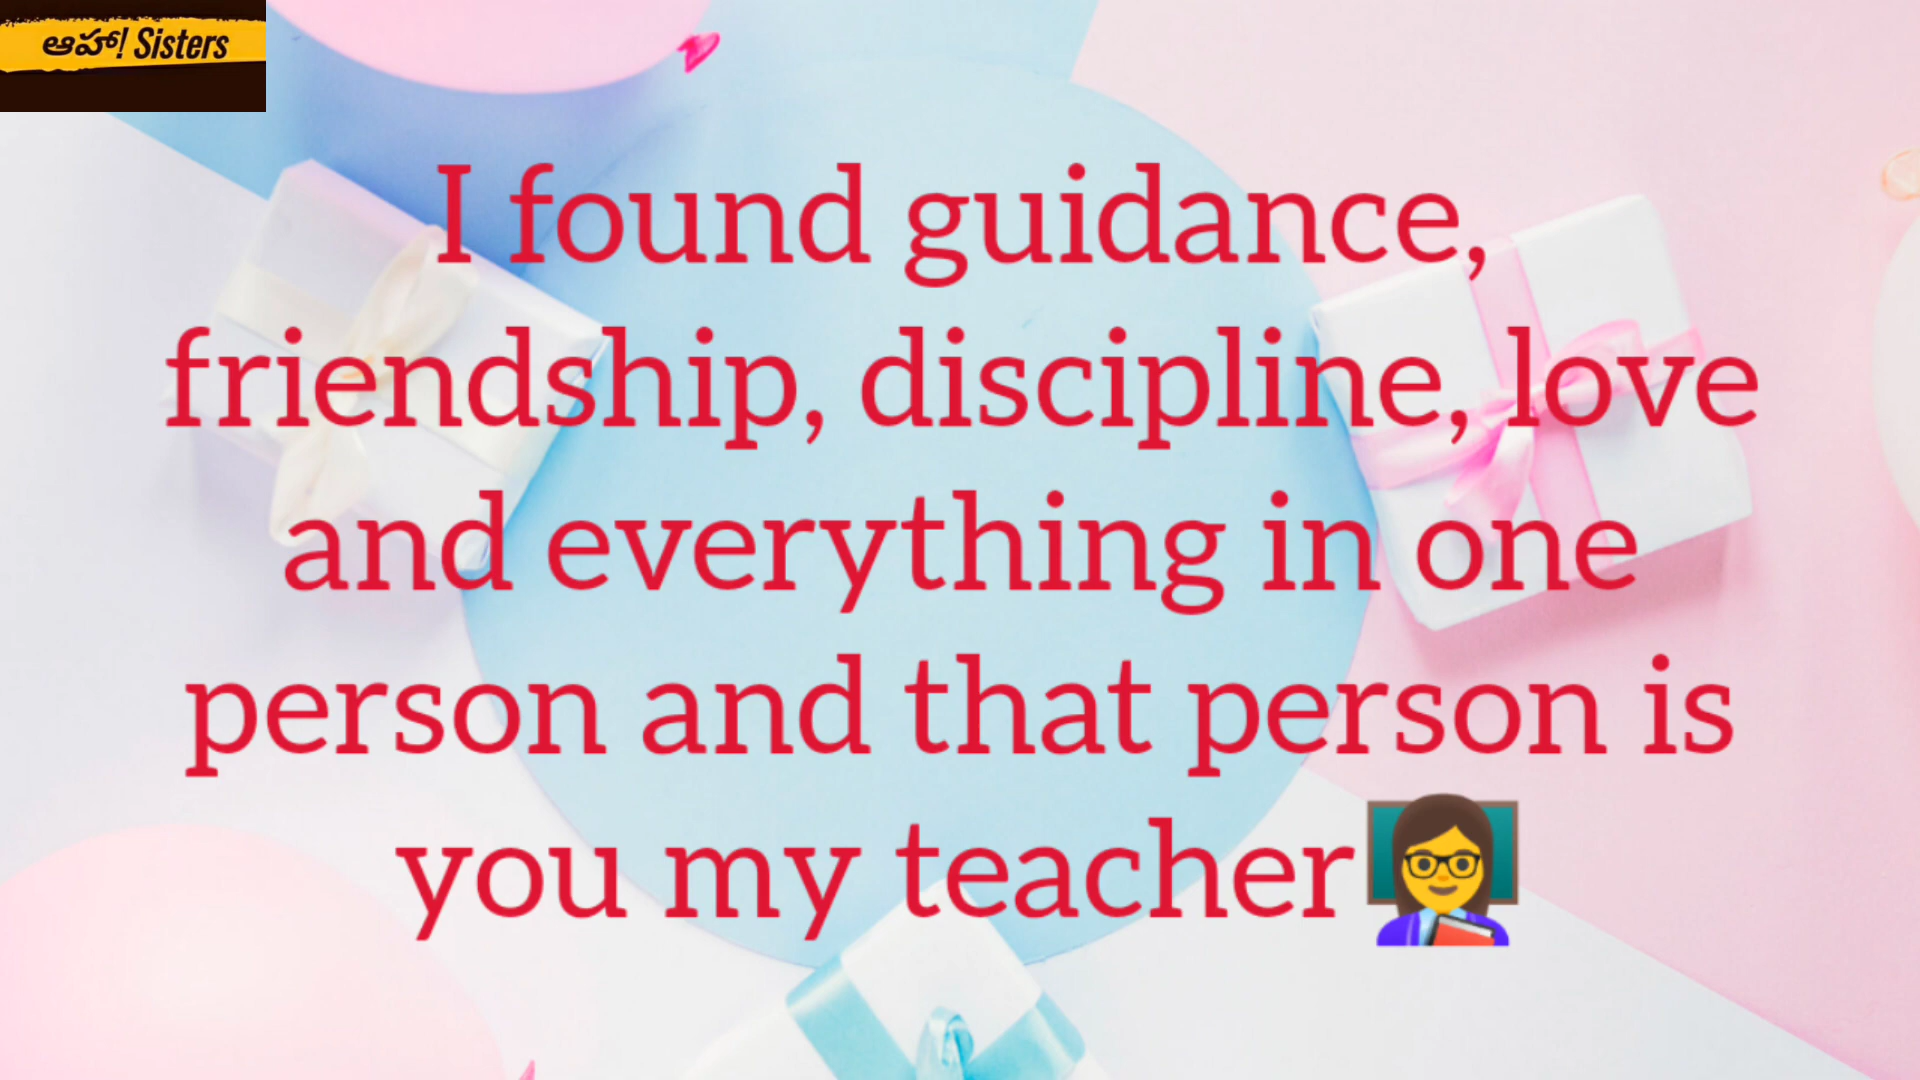 ఆహా! Sisters
I found guidance,
friendship, discipline, love
and everything in one
person and that person is
you my teacher👩‍🏫